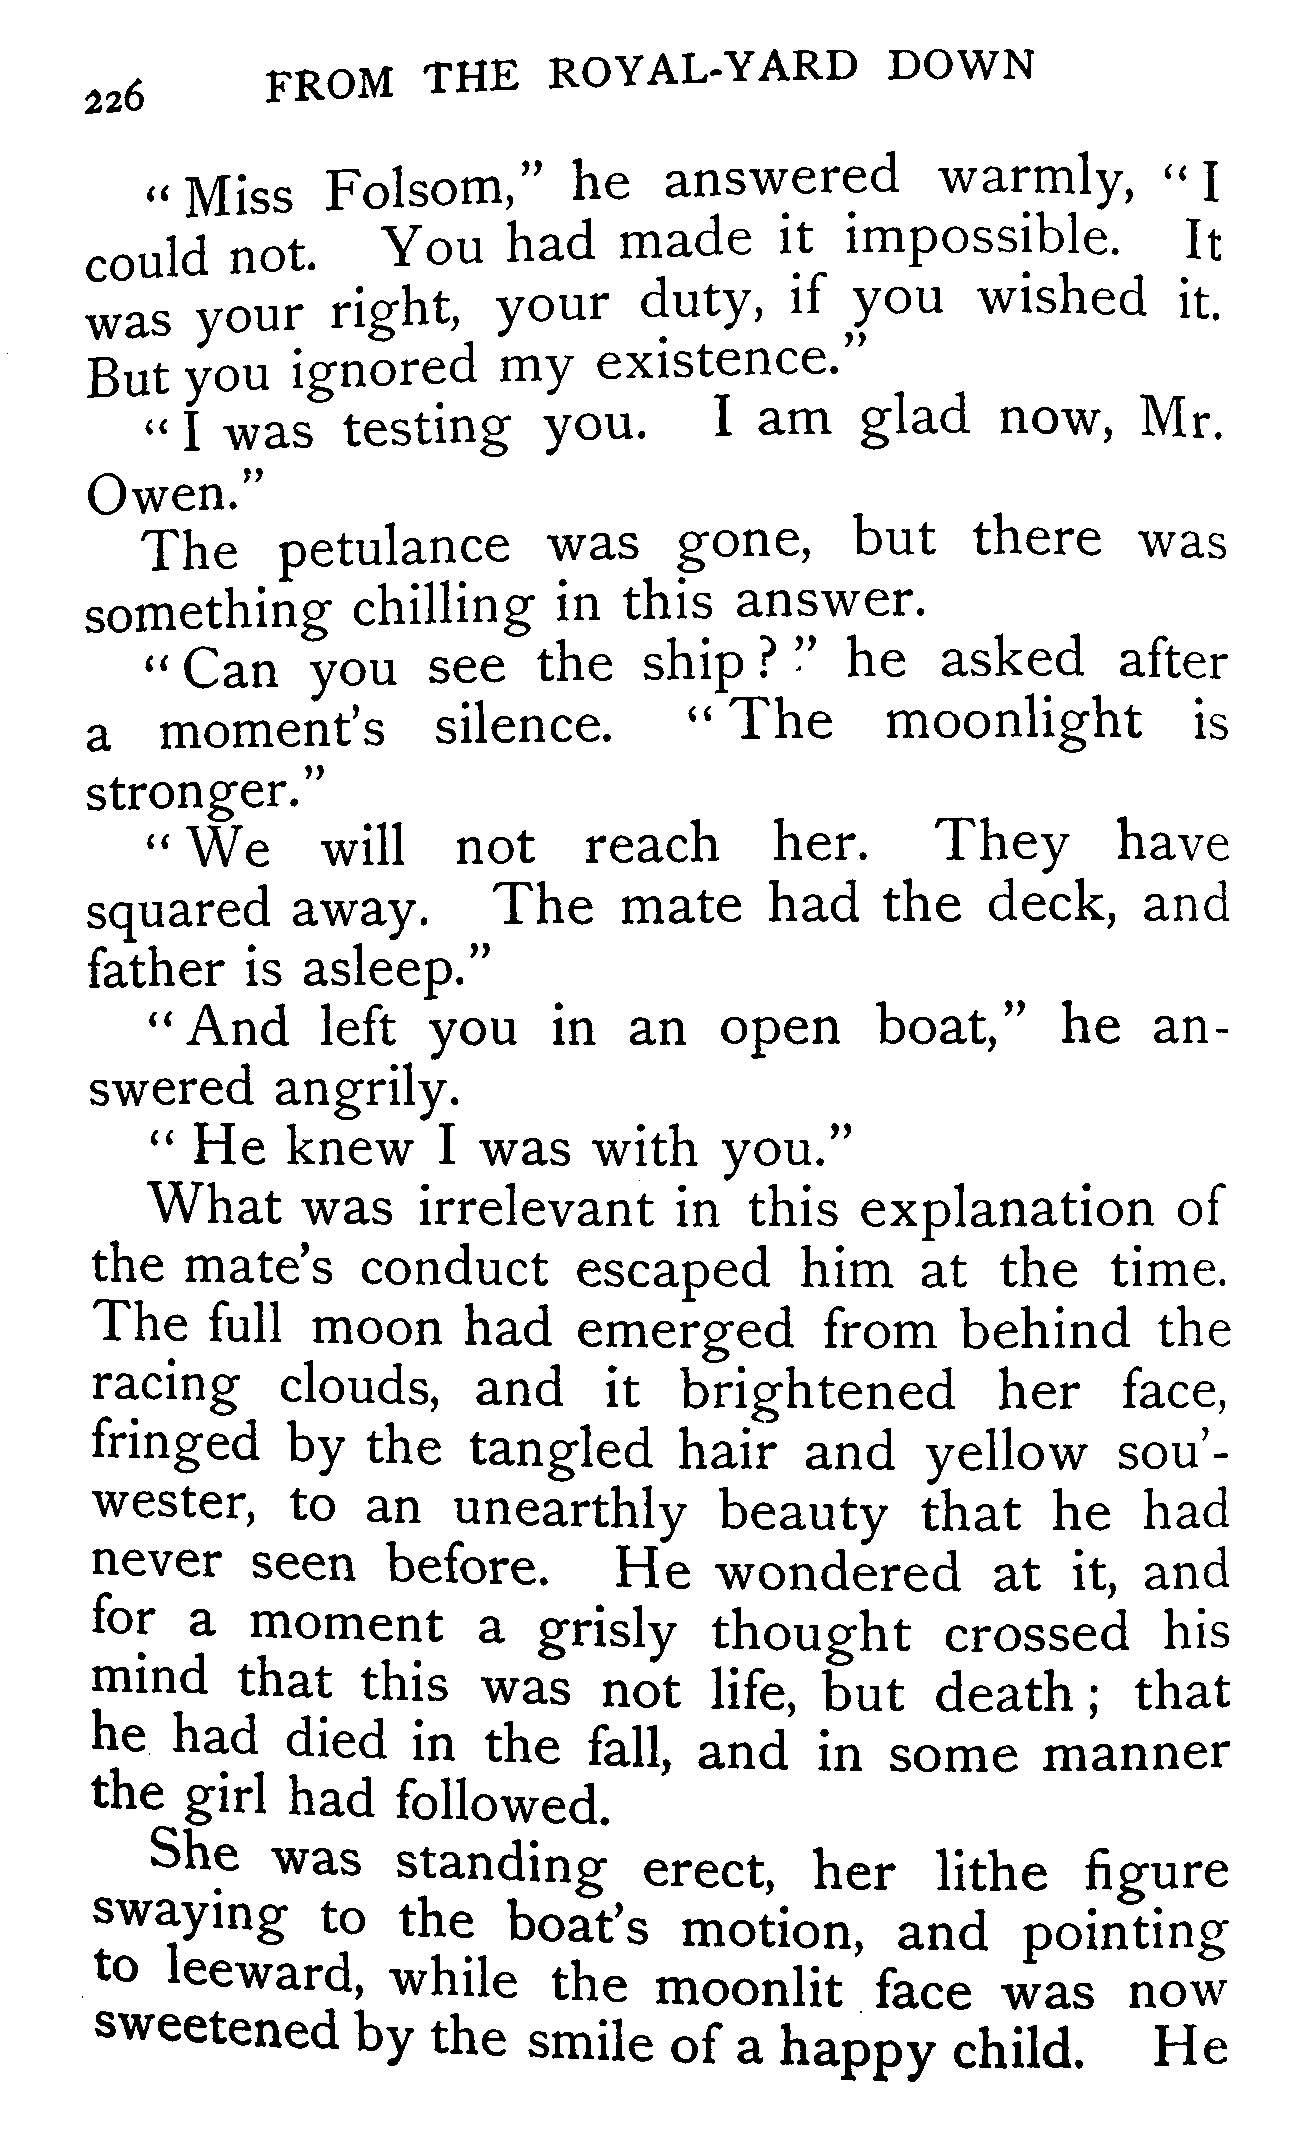 226 FROM THE ROYAL-YARD DOWN
“Miss Folsom,” he answered warmly, “I
could not. You had made it impossible. It
was your right, your duty, if you wished it.
But you ignored my existence.”
“I was testing you. I am glad now, Mr.
Owen.”
The petulance was gone, but there was
something chilling in this answer.
“Can you see the ship?” he asked after
a moment’s silence. “The moonlight is
stronger.”
“We will not reach her. They have
squared away. The mate had the deck, and
father is asleep.”
“And left you in an open boat,” he an-
swered angrily.
“He knew I was with you.”
What was irrelevant in this explanation of
the mate’s conduct escaped him at the time.
The full moon had emerged from behind the
racing clouds, and it brightened her face,
fringed by the tangled hair and yellow sou’-
wester, to an unearthly beauty that he had
never seen before. He wondered at it, and
for a moment a grisly thought crossed his
mind that this was not life, but death; that
he had died in the fall, and in some manner
the girl had followed.
She was standing erect, her lithe figure
swaying to the boat’s motion, and pointing
to leeward, while the moonlit face was now
sweetened by the smile of a happy child. He